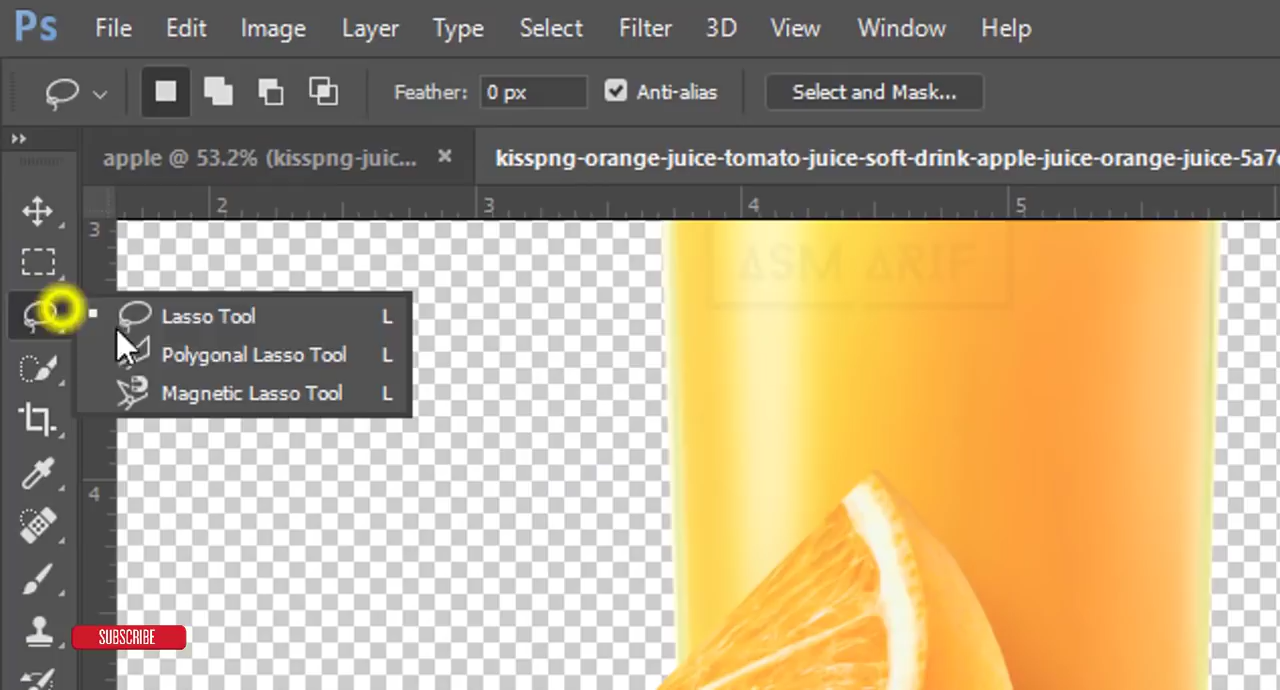 Ps File Edit Image Layer Type Select Filter 3D View Window Help
Feather: 0 px Anti-alias Select and Mask...
apple @ 53.2% (kisspng-juic... × kisspng-orange-juice-tomato-juice-soft-drink-apple-juice-orange-juice-5a7
2 3 4 5
3
ASM ARIF
Lasso Tool L
Polygonal Lasso Tool L
Magnetic Lasso Tool L
4
SUBSCRIBE